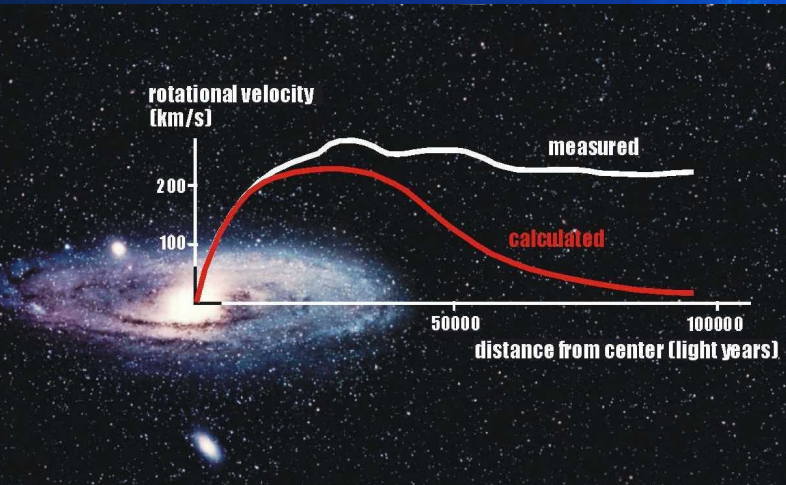 rotational velocity
(km/s)
measured
200
calculated
100
50000
100000
distance from center (light years)